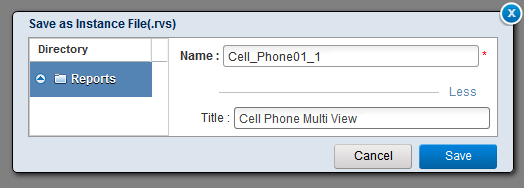 Save as Instance File(.rvs)
Directory
Reports
Name : Cell_Phone01_1 *
Less
Title : Cell Phone Multi View
Cancel Save